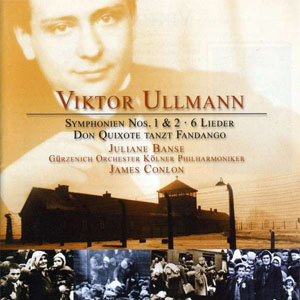 VIKTOR ULLMANN
SYMPHONIEN NOS. 1 & 2 · 6 LIEDER
DON QUIXOTE TANZT FANDANGO
JULIANE BANSE
GÜRZENICH ORCHESTER KÖLNER PHILHARMONIKER
JAMES CONLON